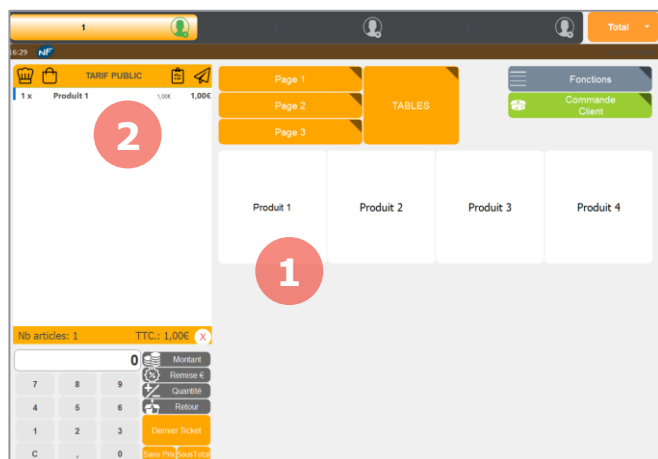 1
Total
16:29 NF
TARIF PUBLIC
1 x Produit 1 1,00€ 1,00€
2
Nb articles: 1 TTC.: 1,00€ X
0
Montant
Remise €
Quantité
Retour
7 8 9
4 5 6
1 2 3
C , 0
Dernier Ticket
Sans Prix SousTotal
Page 1
Page 2
Page 3
TABLES
Fonctions
Commande
Client
Produit 1 Produit 2 Produit 3 Produit 4
1